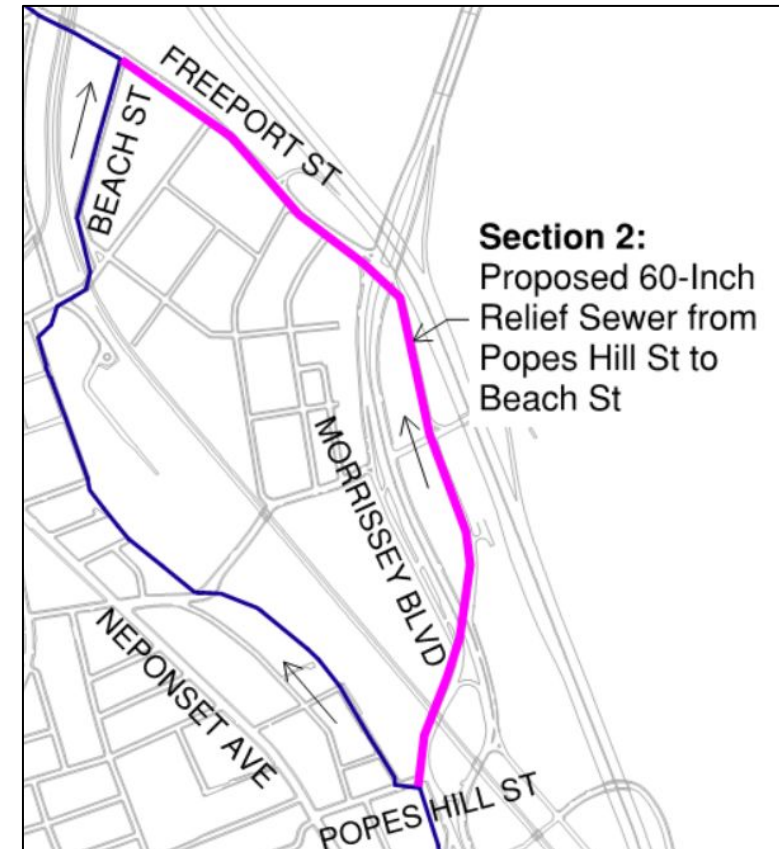 FREEPORT ST
BEACH ST
Section 2:
Proposed 60-Inch
Relief Sewer from
Popes Hill St to
Beach St
MORRISSEY BLVD
NEPONSET AVE
POPES HILL ST